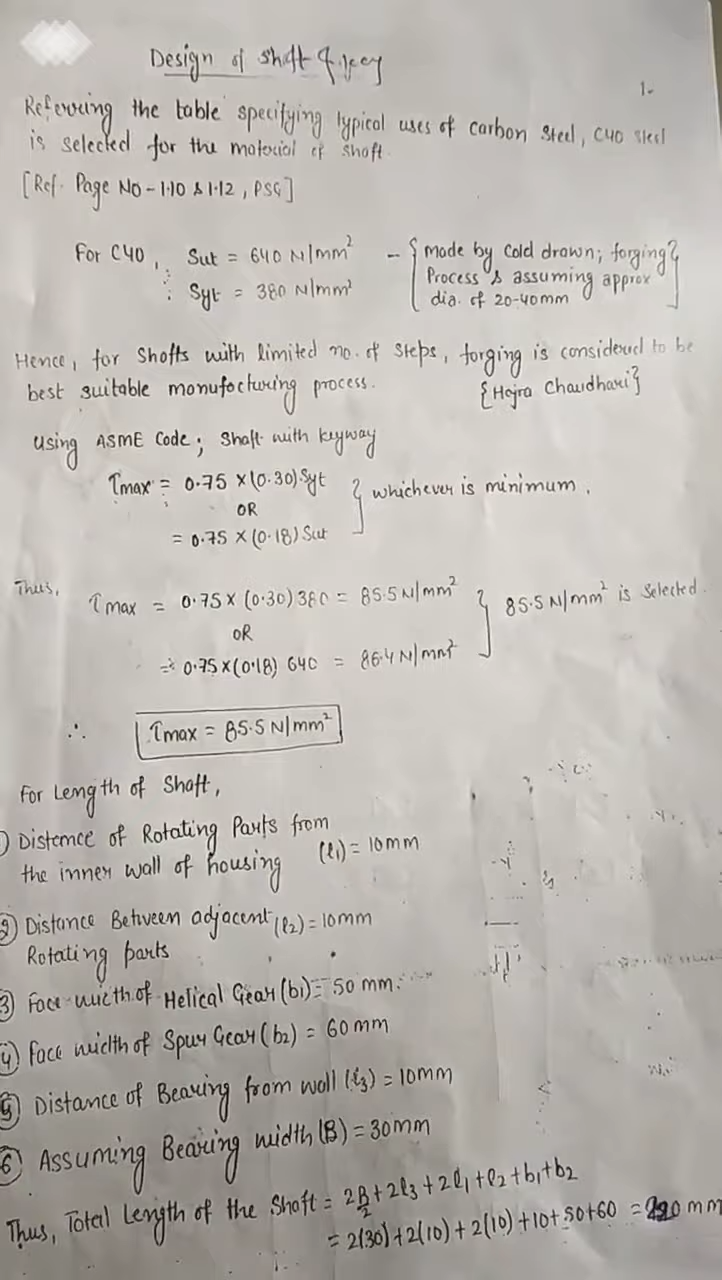 Design of Shaft & key
1.
Referring the table specifying typical uses of carbon steel, C40 steel
is selected for the material of shaft.
[Ref. Page No - 1.10 & 1.12, PSG]
For C40, Sut = 640 N/mm² - { made by cold drawn; forging }
: Syt = 380 N/mm² Process & assuming approx
dia. of 20-40mm
Hence, for Shafts with limited no. of steps, forging is considered to be
best suitable manufacturing process. {Hajra Chaudhari}
Using ASME Code; Shaft with keyway
τmax = 0.75 × (0.30) Syt } whichever is minimum.
OR
= 0.75 × (0.18) Sut
Thus, τmax = 0.75 × (0.30) 380 = 85.5 N/mm² } 85.5 N/mm² is selected.
OR
= 0.75 × (0.18) 640 = 86.4 N/mm²
∴ τmax = 85.5 N/mm²
For Length of Shaft,
1) Distance of Rotating Parts from
the inner wall of housing (l1) = 10mm
2) Distance Between adjacent (l2) = 10mm
Rotating parts
3) Face width of Helical Gear (b1) = 50 mm.
4) Face width of Spur Gear (b2) = 60mm
5) Distance of Bearing from wall (l3) = 10mm
6) Assuming Bearing width (B) = 30mm
Thus, Total Length of the Shaft = 2B/2 + 2l3 + 2l1 + l2 + b1 + b2
= 2(30) + 2(10) + 2(10) + 10 + 50 + 60 = mm